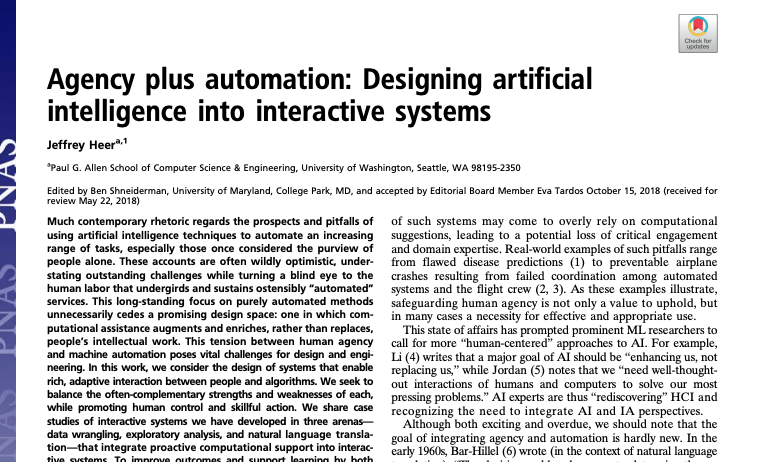 Check for
updates
Agency plus automation: Designing artificial
intelligence into interactive systems
Jeffrey Heerᵃ,¹
ᵃPaul G. Allen School of Computer Science & Engineering, University of Washington, Seattle, WA 98195-2350
Edited by Ben Shneiderman, University of Maryland, College Park, MD, and accepted by Editorial Board Member Eva Tardos October 15, 2018 (received for
review May 22, 2018)
Much contemporary rhetoric regards the prospects and pitfalls of
using artificial intelligence techniques to automate an increasing
range of tasks, especially those once considered the purview of
people alone. These accounts are often wildly optimistic, under-
stating outstanding challenges while turning a blind eye to the
human labor that undergirds and sustains ostensibly “automated”
services. This long-standing focus on purely automated methods
unnecessarily cedes a promising design space: one in which com-
putational assistance augments and enriches, rather than replaces,
people’s intellectual work. This tension between human agency
and machine automation poses vital challenges for design and engi-
neering. In this work, we consider the design of systems that enable
rich, adaptive interaction between people and algorithms. We seek to
balance the often-complementary strengths and weaknesses of each,
while promoting human control and skillful action. We share case
studies of interactive systems we have developed in three arenas—
data wrangling, exploratory analysis, and natural language transla-
tion—that integrate proactive computational support into interac-
tive systems. To improve outcomes and support learning by both
of such systems may come to overly rely on computational
suggestions, leading to a potential loss of critical engagement
and domain expertise. Real-world examples of such pitfalls range
from flawed disease predictions (1) to preventable airplane
crashes resulting from failed coordination among automated
systems and the flight crew (2, 3). As these examples illustrate,
safeguarding human agency is not only a value to uphold, but
in many cases a necessity for effective and appropriate use.
This state of affairs has prompted prominent ML researchers to
call for more “human-centered” approaches to AI. For example,
Li (4) writes that a major goal of AI should be “enhancing us, not
replacing us,” while Jordan (5) notes that we “need well-thought-
out interactions of humans and computers to solve our most
pressing problems.” AI experts are thus “rediscovering” HCI and
recognizing the need to integrate AI and IA perspectives.
Although both exciting and overdue, we should note that the
goal of integrating agency and automation is hardly new. In the
early 1960s, Bar-Hillel (6) wrote (in the context of natural language
PNAS
PNAS